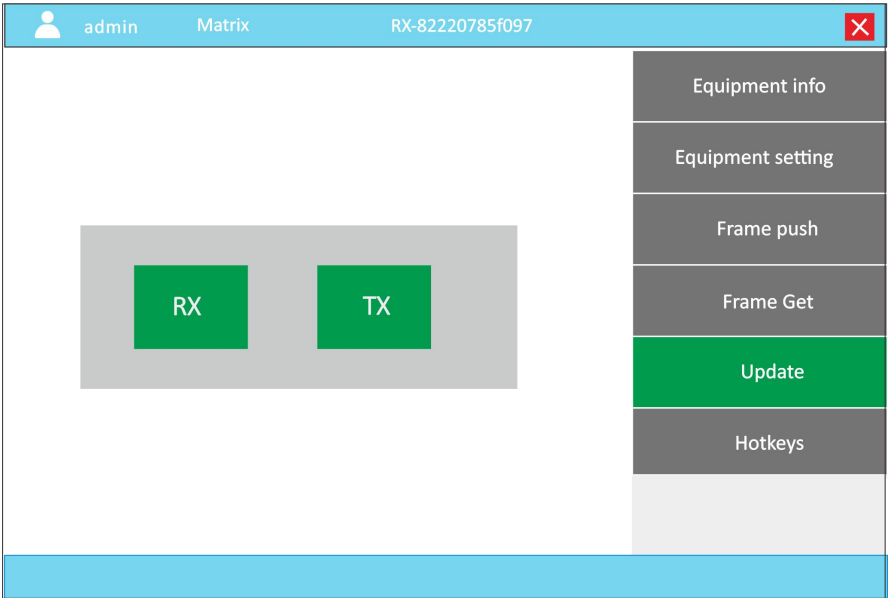 admin Matrix RX-82220785f097
Equipment info
Equipment setting
Frame push
RX TX
Frame Get
Update
Hotkeys